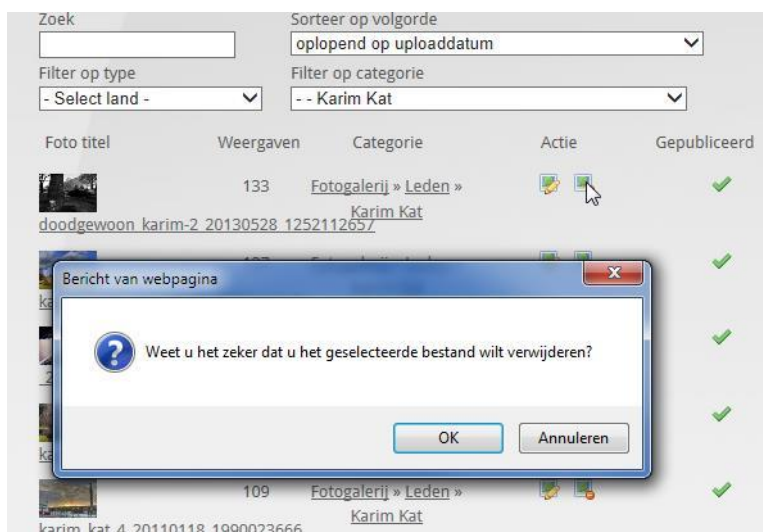 Zoek Sorteer op volgorde
oplopend op uploaddatum
Filter op type Filter op categorie
- Select land - - - Karim Kat
Foto titel Weergaven Categorie Actie Gepubliceerd
133 Fotogalerij » Leden »
Karim Kat
doodgewoon_karim-2_20130528_1252112657
Bericht van webpagina
Weet u het zeker dat u het geselecteerde bestand wilt verwijderen?
OK Annuleren
109 Fotogalerij » Leden »
Karim Kat
karim_kat_4_20110118_1990023666